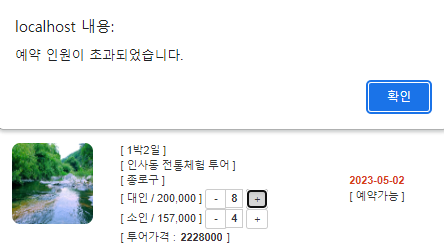 localhost 내용:
예약 인원이 초과되었습니다.
확인
[ 1박2일 ]
[ 인사동 전통체험 투어 ]
[ 종로구 ]
[ 대인 / 200,000 ] - 8 +
[ 소인 / 157,000 ] - 4 +
[ 투어가격 : 2228000 ]
2023-05-02
[ 예약가능 ]